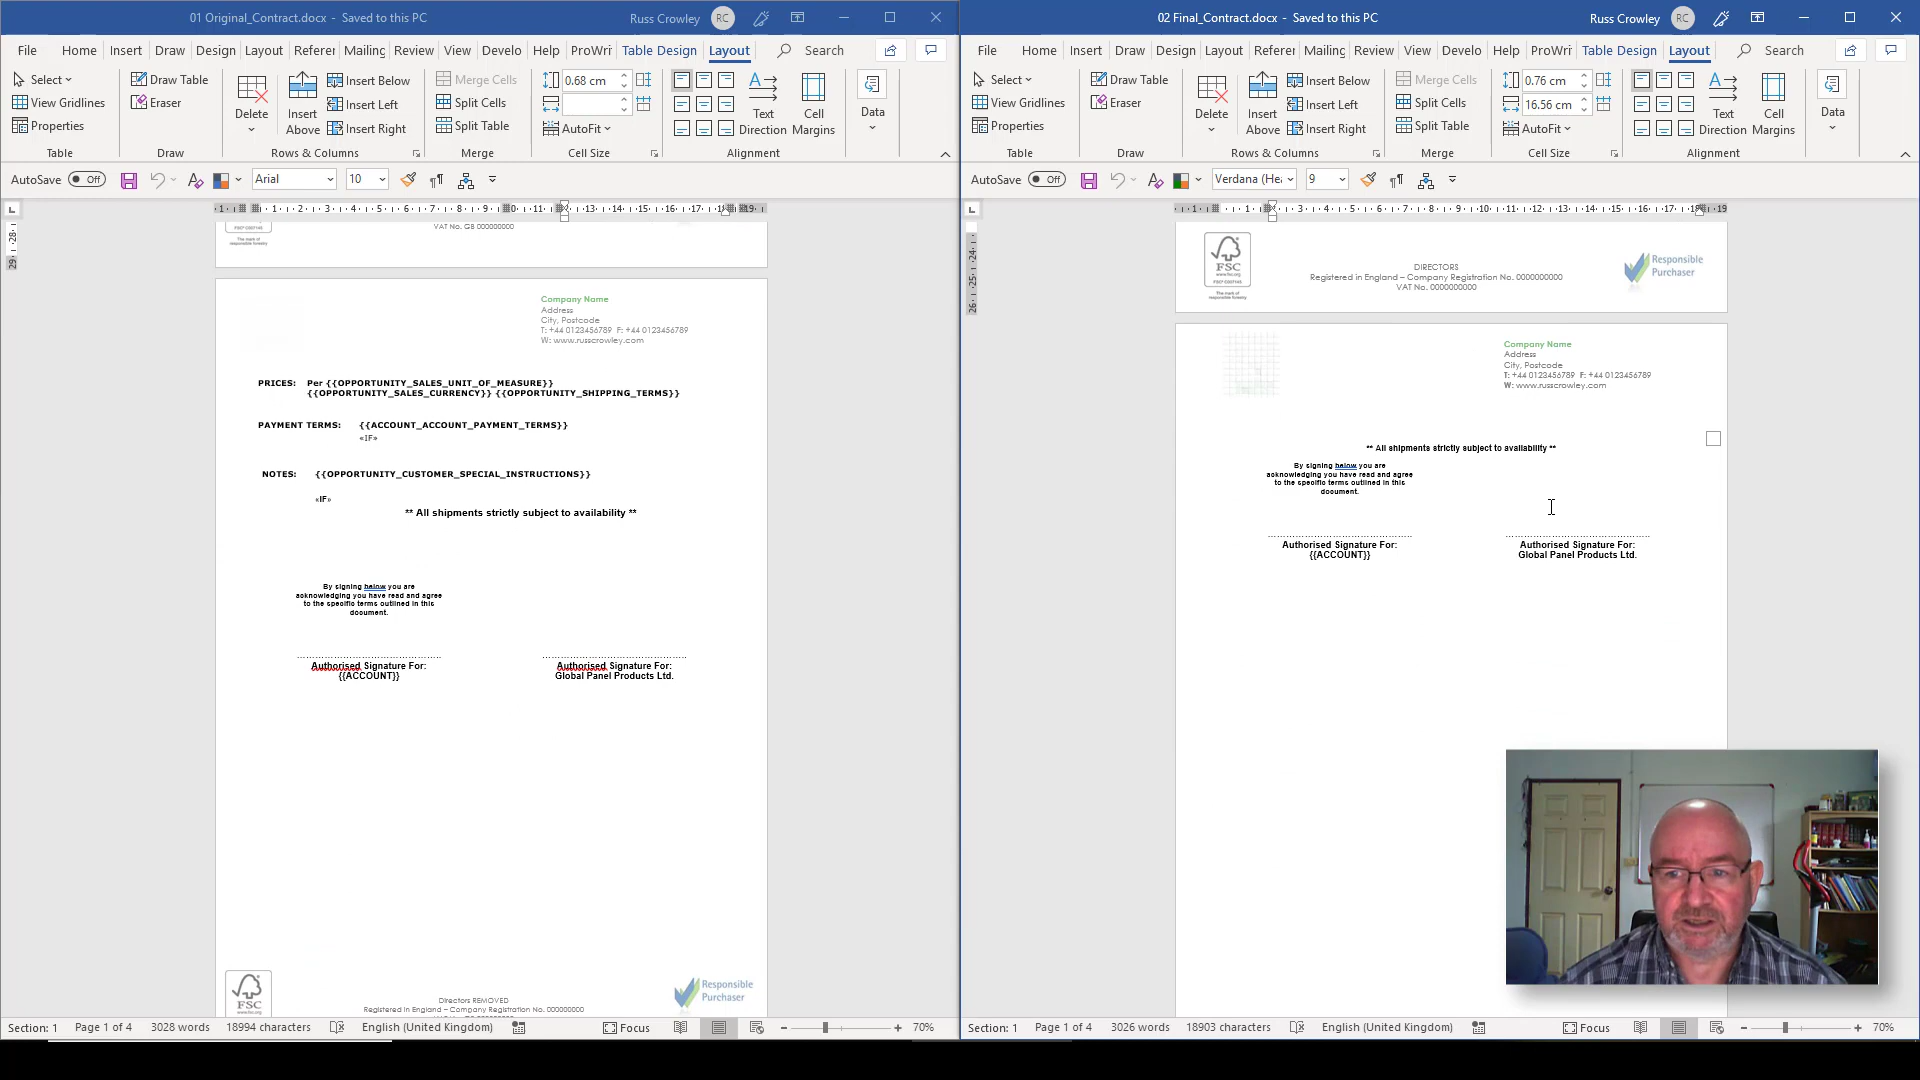 01 Original_Contract.docx - Saved to this PC
Russ Crowley
RC
File Home Insert Draw Design Layout Referer Mailing Review View Develo Help ProWri Table Design Layout Search
Select
View Gridlines
Properties
Table
Draw Table
Eraser
Draw
Delete
Insert Above
Insert Below
Insert Left
Insert Right
Rows & Columns
Merge Cells
Split Cells
Split Table
Merge
0.68 cm
AutoFit
Cell Size
Text Direction
Cell Margins
Alignment
Data
AutoSave Off
Arial
10
VAT No. GB 000000000
Company Name
Address
City, Postcode
T: +44 0123456789 F: +44 0123456789
W: www.russcrowley.com
PRICES: Per {{OPPORTUNITY_SALES_UNIT_OF_MEASURE}}
{{OPPORTUNITY_SALES_CURRENCY}} {{OPPORTUNITY_SHIPPING_TERMS}}
PAYMENT TERMS: {{ACCOUNT_ACCOUNT_PAYMENT_TERMS}}
«IF»
NOTES: {{OPPORTUNITY_CUSTOMER_SPECIAL_INSTRUCTIONS}}
«IF»
** All shipments strictly subject to availability **
By signing below you are
acknowledging you have read and agree
to the specific terms outlined in this
document.
Authorised Signature For:
{{ACCOUNT}}
Authorised Signature For:
Global Panel Products Ltd.
FSC
Directors REMOVED
Registered in England – Company Registration No. 000000000
Responsible
Purchaser
Section: 1 Page 1 of 4 3028 words 18994 characters English (United Kingdom) Focus 70%
02 Final_Contract.docx - Saved to this PC
Russ Crowley
RC
File Home Insert Draw Design Layout Referer Mailing Review View Develo Help ProWri Table Design Layout Search
Select
View Gridlines
Properties
Table
Draw Table
Eraser
Draw
Delete
Insert Above
Insert Below
Insert Left
Insert Right
Rows & Columns
Merge Cells
Split Cells
Split Table
Merge
0.76 cm
16.56 cm
AutoFit
Cell Size
Text Direction
Cell Margins
Alignment
Data
AutoSave Off
Verdana (He
9
FSC
The mark of
responsible forestry
DIRECTORS
Registered in England – Company Registration No. 0000000000
VAT No. 0000000000
Responsible
Purchaser
Company Name
Address
City, Postcode
T: +44 0123456789 F: +44 0123456789
W: www.russcrowley.com
** All shipments strictly subject to availability **
By signing below you are
acknowledging you have read and agree
to the specific terms outlined in this
document.
Authorised Signature For:
{{ACCOUNT}}
Authorised Signature For:
Global Panel Products Ltd.
Section: 1 Page 1 of 4 3026 words 18903 characters English (United Kingdom) Focus 70%